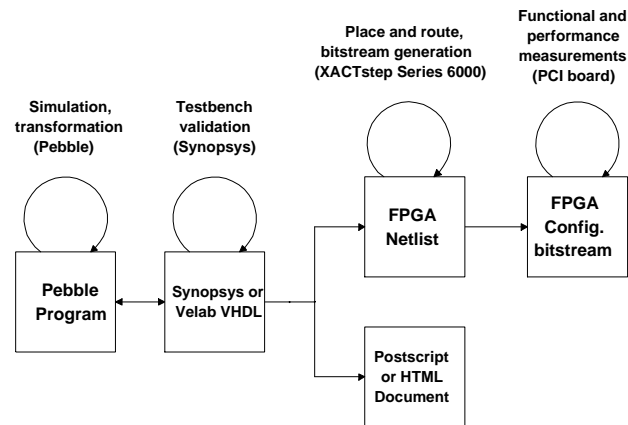 Simulation,
transformation
(Pebble)
Testbench
validation
(Synopsys)
Place and route,
bitstream generation
(XACTstep Series 6000)
Functional and
performance
measurements
(PCI board)
Pebble
Program
Synopsys or
Velab VHDL
FPGA
Netlist
FPGA
Config.
bitstream
Postscript
or HTML
Document